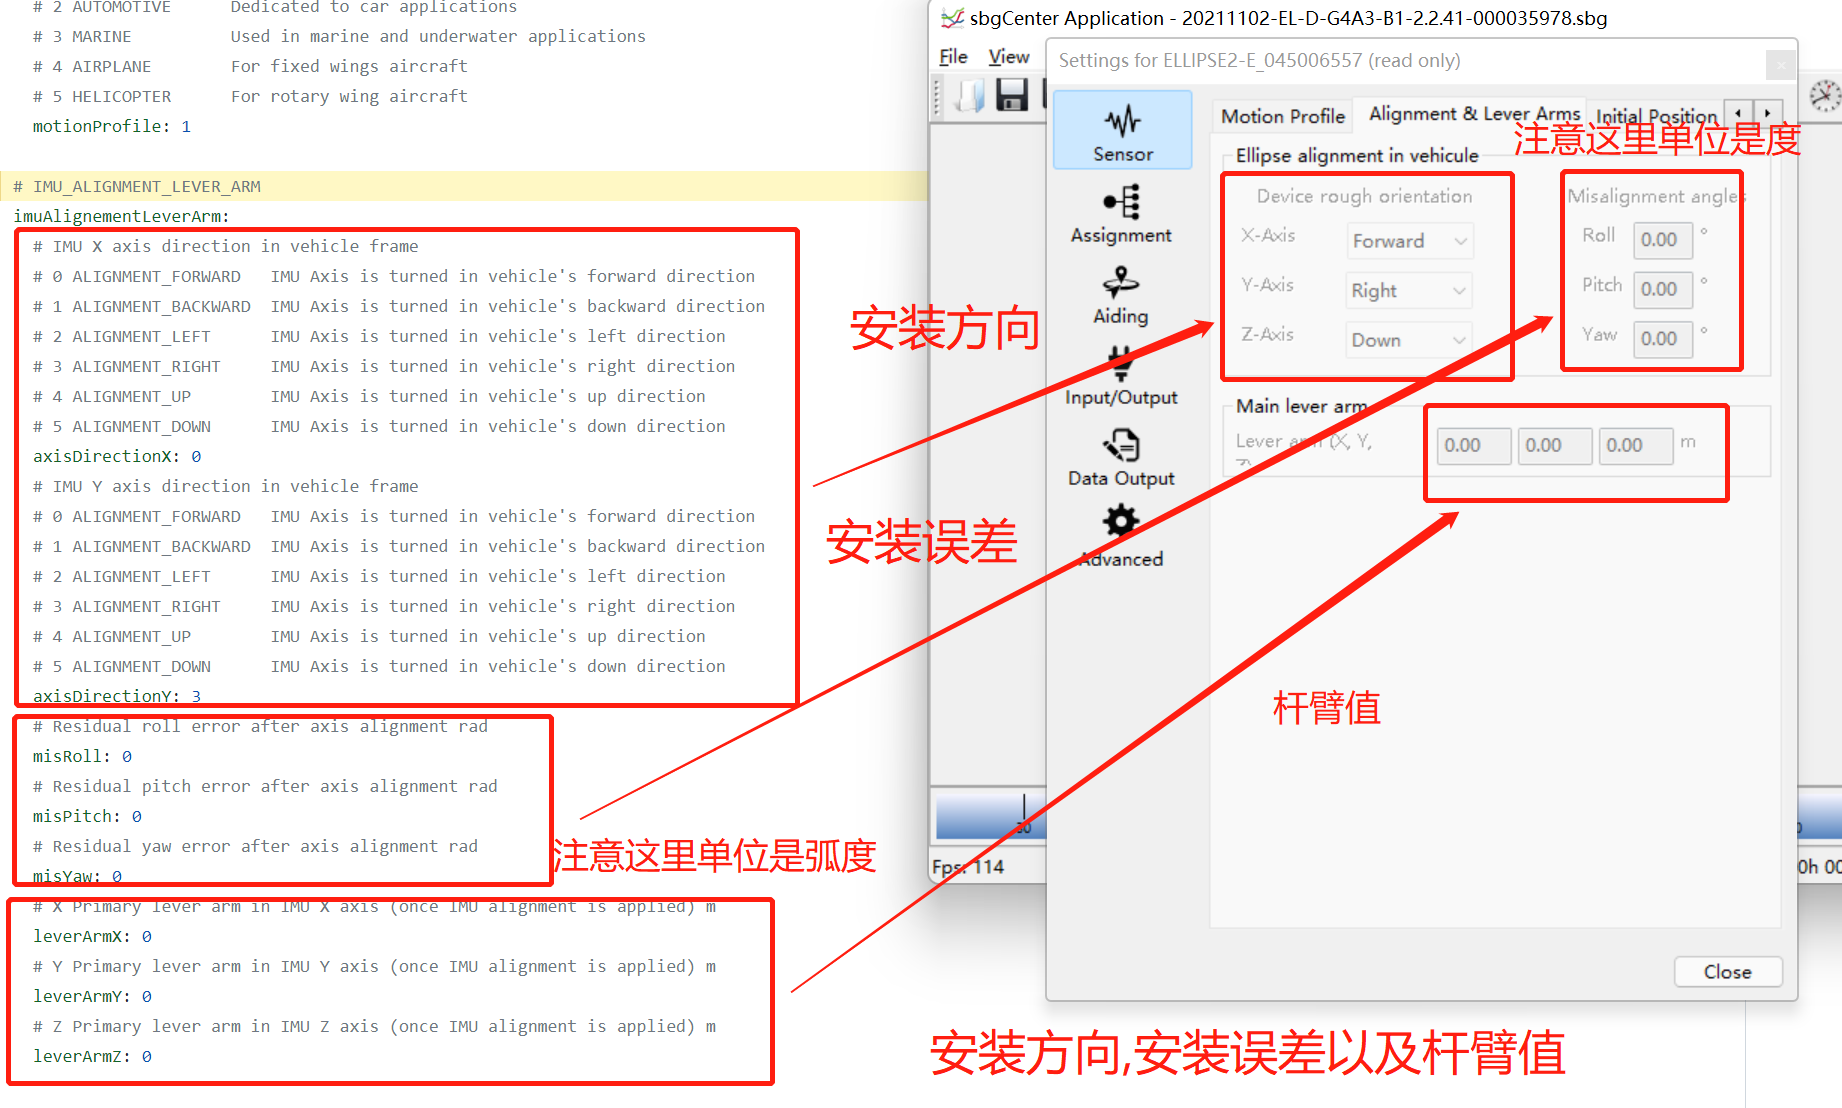 # 2 AUTOMOTIVE      Dedicated to car applications
# 3 MARINE          Used in marine and underwater applications
# 4 AIRPLANE        For fixed wings aircraft
# 5 HELICOPTER      For rotary wing aircraft
motionProfile: 1
# IMU_ALIGNMENT_LEVER_ARM
imuAlignementLeverArm:
# IMU X axis direction in vehicle frame
# 0 ALIGNMENT_FORWARD   IMU Axis is turned in vehicle's forward direction
# 1 ALIGNMENT_BACKWARD  IMU Axis is turned in vehicle's backward direction
# 2 ALIGNMENT_LEFT      IMU Axis is turned in vehicle's left direction
# 3 ALIGNMENT_RIGHT     IMU Axis is turned in vehicle's right direction
# 4 ALIGNMENT_UP        IMU Axis is turned in vehicle's up direction
# 5 ALIGNMENT_DOWN      IMU Axis is turned in vehicle's down direction
axisDirectionX: 0
# IMU Y axis direction in vehicle frame
# 0 ALIGNMENT_FORWARD   IMU Axis is turned in vehicle's forward direction
# 1 ALIGNMENT_BACKWARD  IMU Axis is turned in vehicle's backward direction
# 2 ALIGNMENT_LEFT      IMU Axis is turned in vehicle's left direction
# 3 ALIGNMENT_RIGHT     IMU Axis is turned in vehicle's right direction
# 4 ALIGNMENT_UP        IMU Axis is turned in vehicle's up direction
# 5 ALIGNMENT_DOWN      IMU Axis is turned in vehicle's down direction
axisDirectionY: 3
# Residual roll error after axis alignment rad
misRoll: 0
# Residual pitch error after axis alignment rad
misPitch: 0
# Residual yaw error after axis alignment rad
misYaw: 0
# X Primary lever arm in IMU X axis (once IMU alignment is applied) m
leverArmX: 0
# Y Primary lever arm in IMU Y axis (once IMU alignment is applied) m
leverArmY: 0
# Z Primary lever arm in IMU Z axis (once IMU alignment is applied) m
leverArmZ: 0
安装方向
安装误差
注意这里单位是弧度
sbgCenter Application - 20211102-EL-D-G4A3-B1-2.2.41-000035978.sbg
File View
Settings for ELLIPSE2-E_045006557 (read only)
Sensor
Assignment
Aiding
Input/Output
Data Output
Advanced
Motion Profile Alignment & Lever Arms Initial Position
注意这里单位是度
Ellipse alignment in vehicule
Device rough orientation
X-Axis Forward
Y-Axis Right
Z-Axis Down
Misalignment angles
Roll 0.00 °
Pitch 0.00 °
Yaw 0.00 °
Main lever arm
Lever arm (X, Y,
Z)
0.00 0.00 0.00 m
杆臂值
Fps: 114
0h 00
Close
安装方向,安装误差以及杆臂值